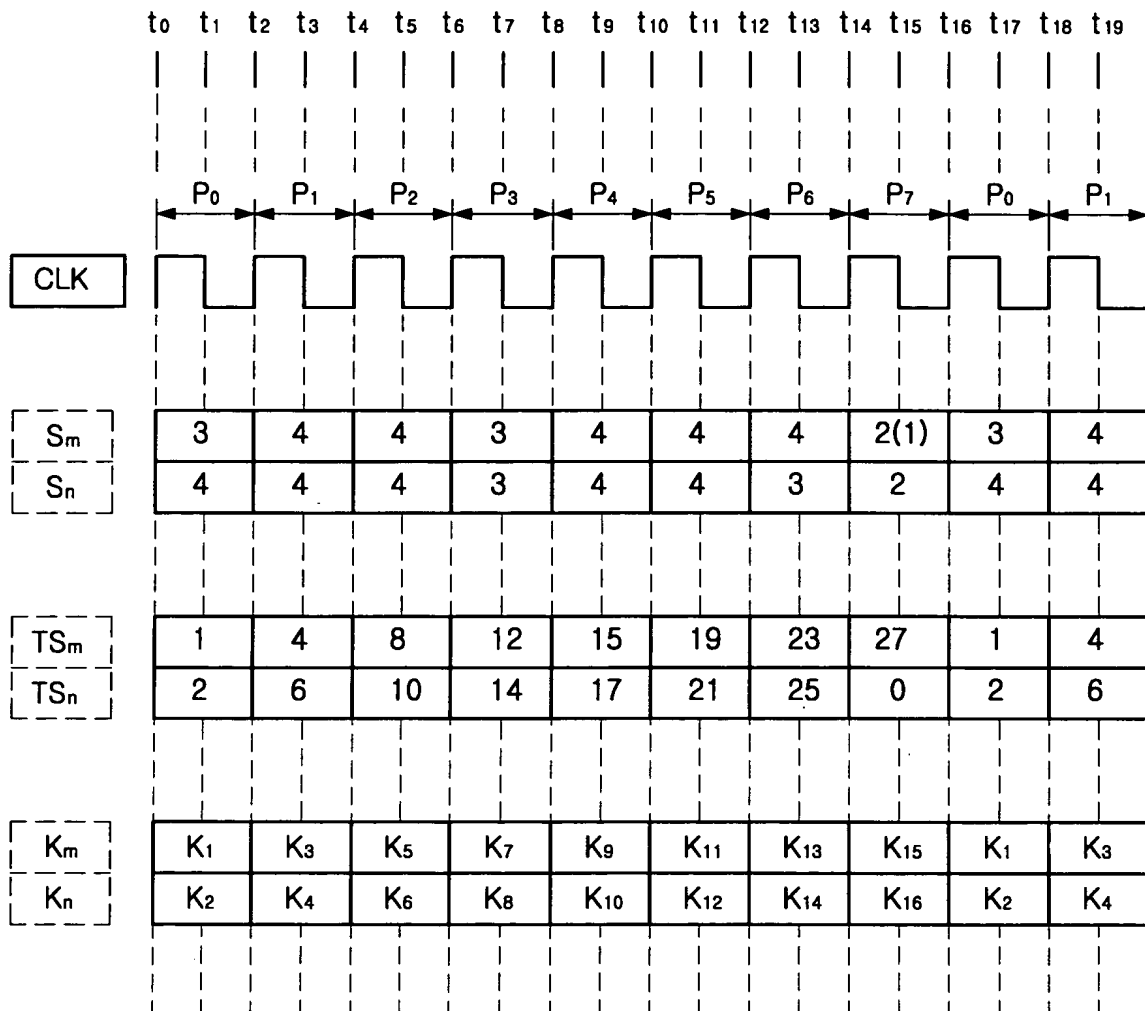 t0 t1 t2 t3 t4 t5 t6 t7 t8 t9 t10 t11 t12 t13 t14 t15 t16 t17 t18 t19
P0 P1 P2 P3 P4 P5 P6 P7 P0 P1
CLK
Sm 3 4 4 3 4 4 4 2(1) 3 4
Sn 4 4 4 3 4 4 3 2 4 4
TSm 1 4 8 12 15 19 23 27 1 4
TSn 2 6 10 14 17 21 25 0 2 6
Km K1 K3 K5 K7 K9 K11 K13 K15 K1 K3
Kn K2 K4 K6 K8 K10 K12 K14 K16 K2 K4